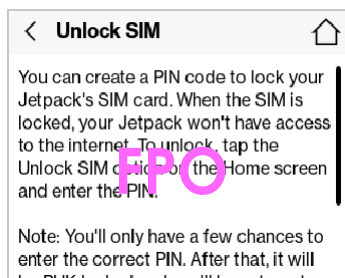 Unlock SIM
You can create a PIN code to lock your
Jetpack's SIM card. When the SIM is
locked, your Jetpack won't have access
to the internet. To unlock, tap the
Unlock SIM option on the Home screen
and enter the PIN.
FPO
Note: You'll only have a few chances to
enter the correct PIN. After that, it will